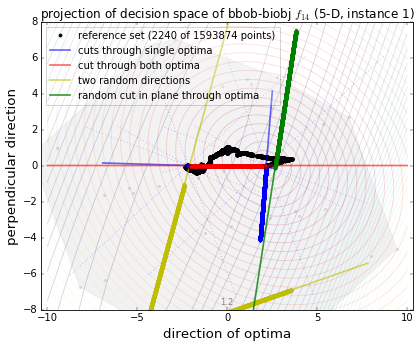 projection of decision space of bbob-biobj f₁₄ (5-D, instance 1)
reference set (2240 of 1593874 points)
cuts through single optima
cut through both optima
two random directions
random cut in plane through optima
perpendicular direction
8
6
4
2
0
−2
−4
−6
−8
1.2
−10
−5
0
5
10
direction of optima